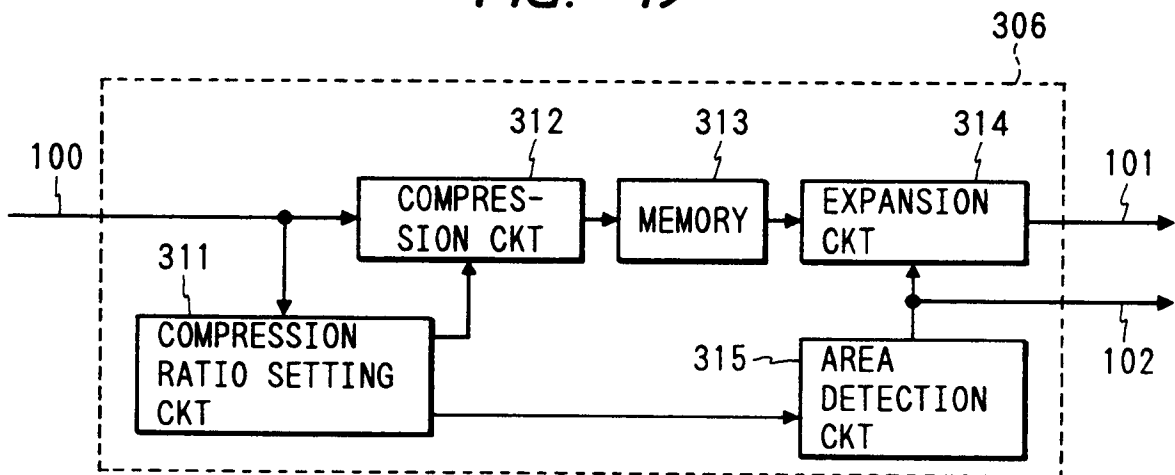 306
312
313
314
100
101
COMPRES-
SION CKT
MEMORY
EXPANSION
CKT
311
COMPRESSION
RATIO SETTING
CKT
315
AREA
DETECTION
CKT
102